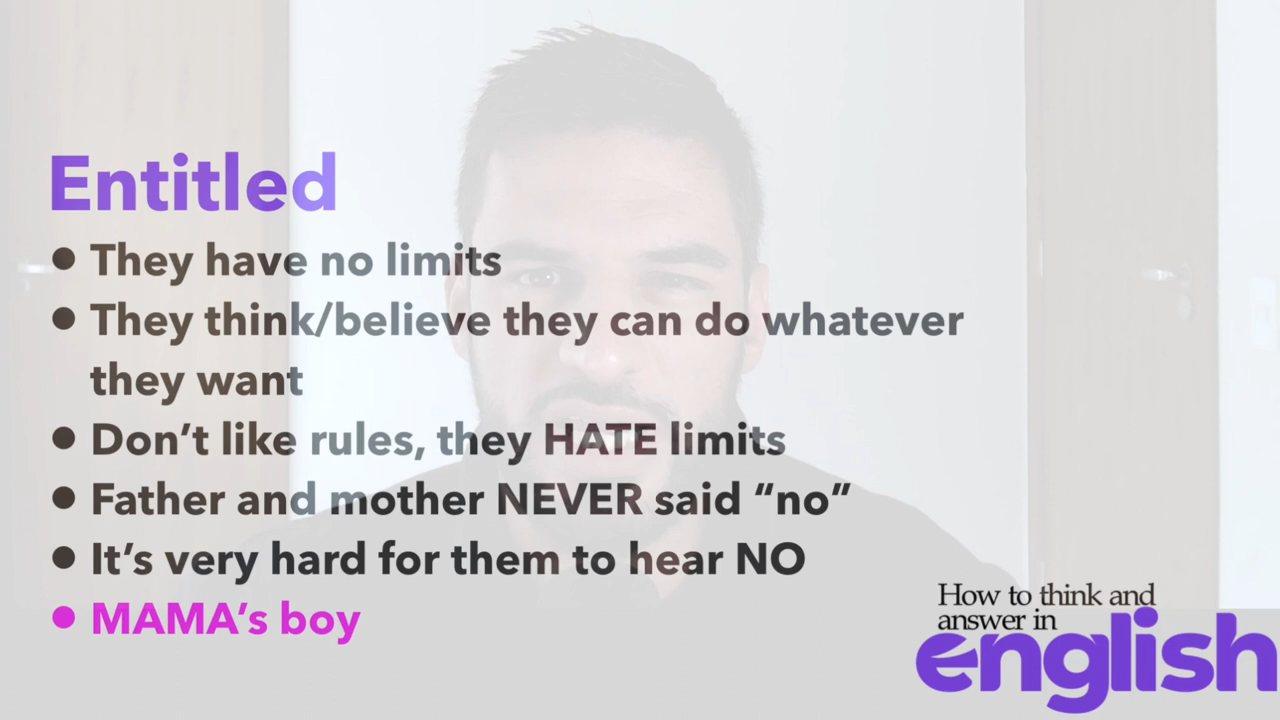 Entitled
• They have no limits
• They think/believe they can do whatever
they want
• Don’t like rules, they HATE limits
• Father and mother NEVER said “no”
• It’s very hard for them to hear NO
• MAMA’s boy
How to think and
answer in
english